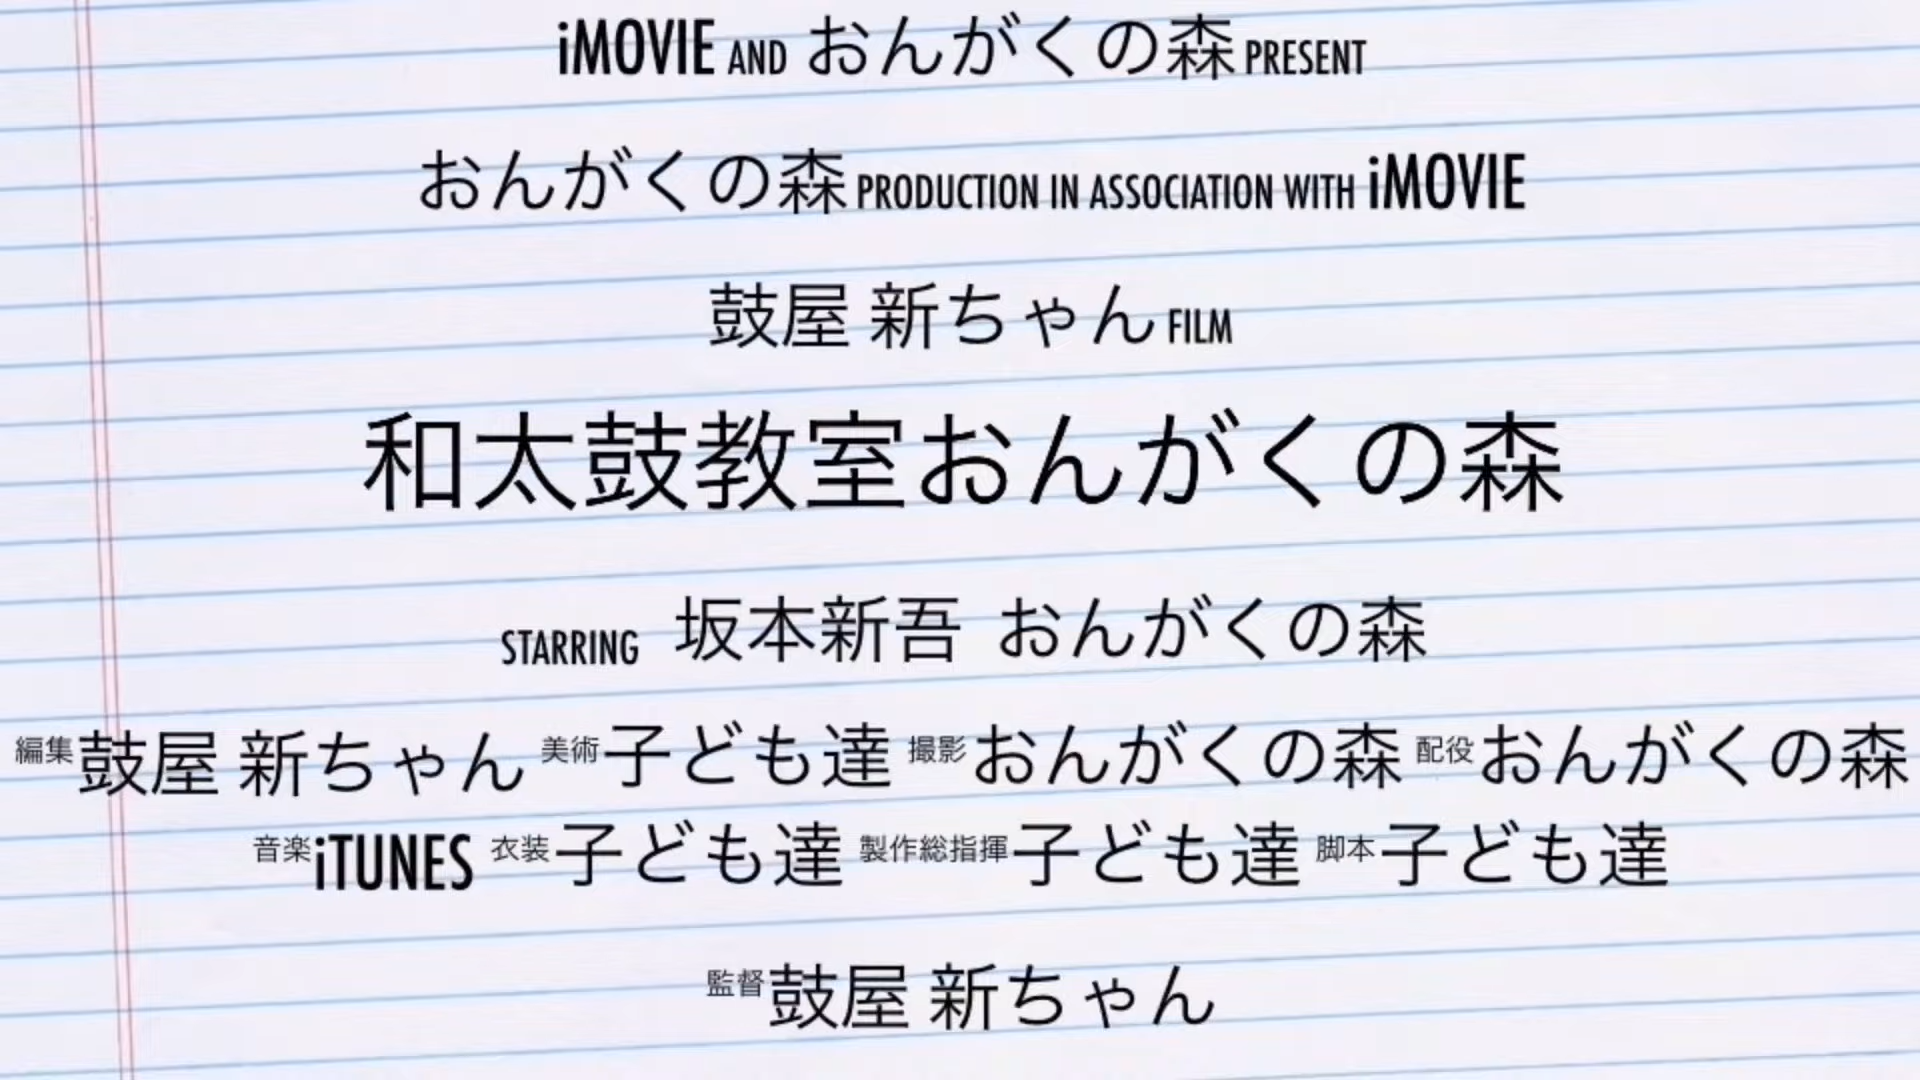 iMOVIE AND おんがくの森 PRESENT
おんがくの森 PRODUCTION IN ASSOCIATION WITH iMOVIE
鼓屋 新ちゃん FILM
和太鼓教室おんがくの森
STARRING 坂本新吾 おんがくの森
編集 鼓屋 新ちゃん 美術 子ども達 撮影 おんがくの森 配役 おんがくの森
音楽 iTUNES 衣装 子ども達 製作総指揮 子ども達 脚本 子ども達
監督 鼓屋 新ちゃん